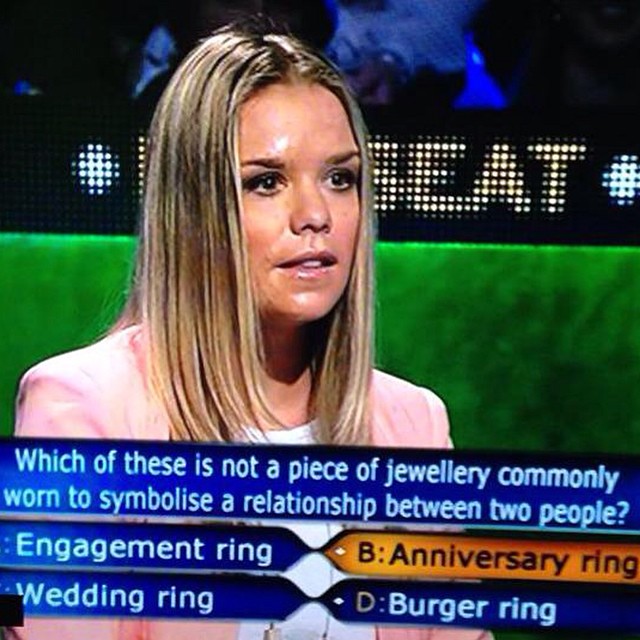 HEAT
Which of these is not a piece of jewellery commonly
worn to symbolise a relationship between two people?
: Engagement ring
B: Anniversary ring
: Wedding ring
D: Burger ring